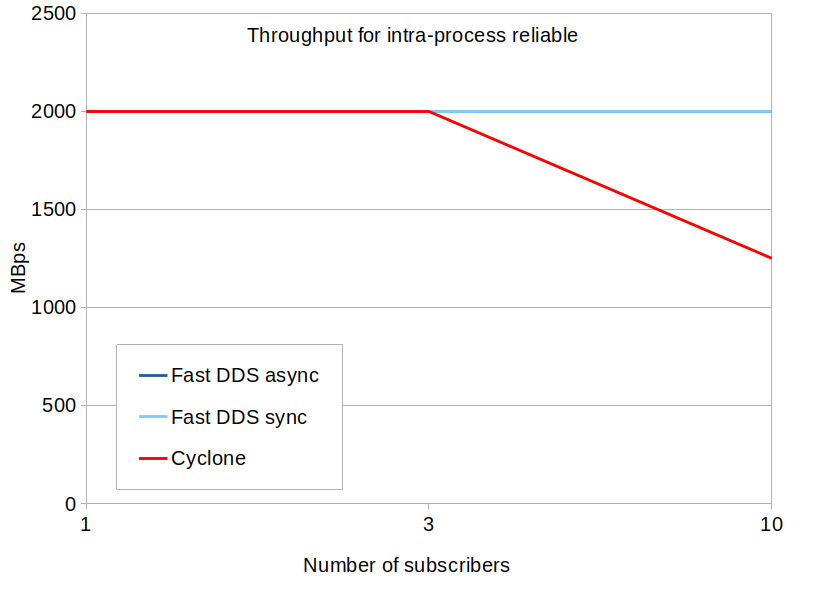 Throughput for intra-process reliable
2500
2000
1500
1000
500
0
MBps
Fast DDS async
Fast DDS sync
Cyclone
1 3 10
Number of subscribers